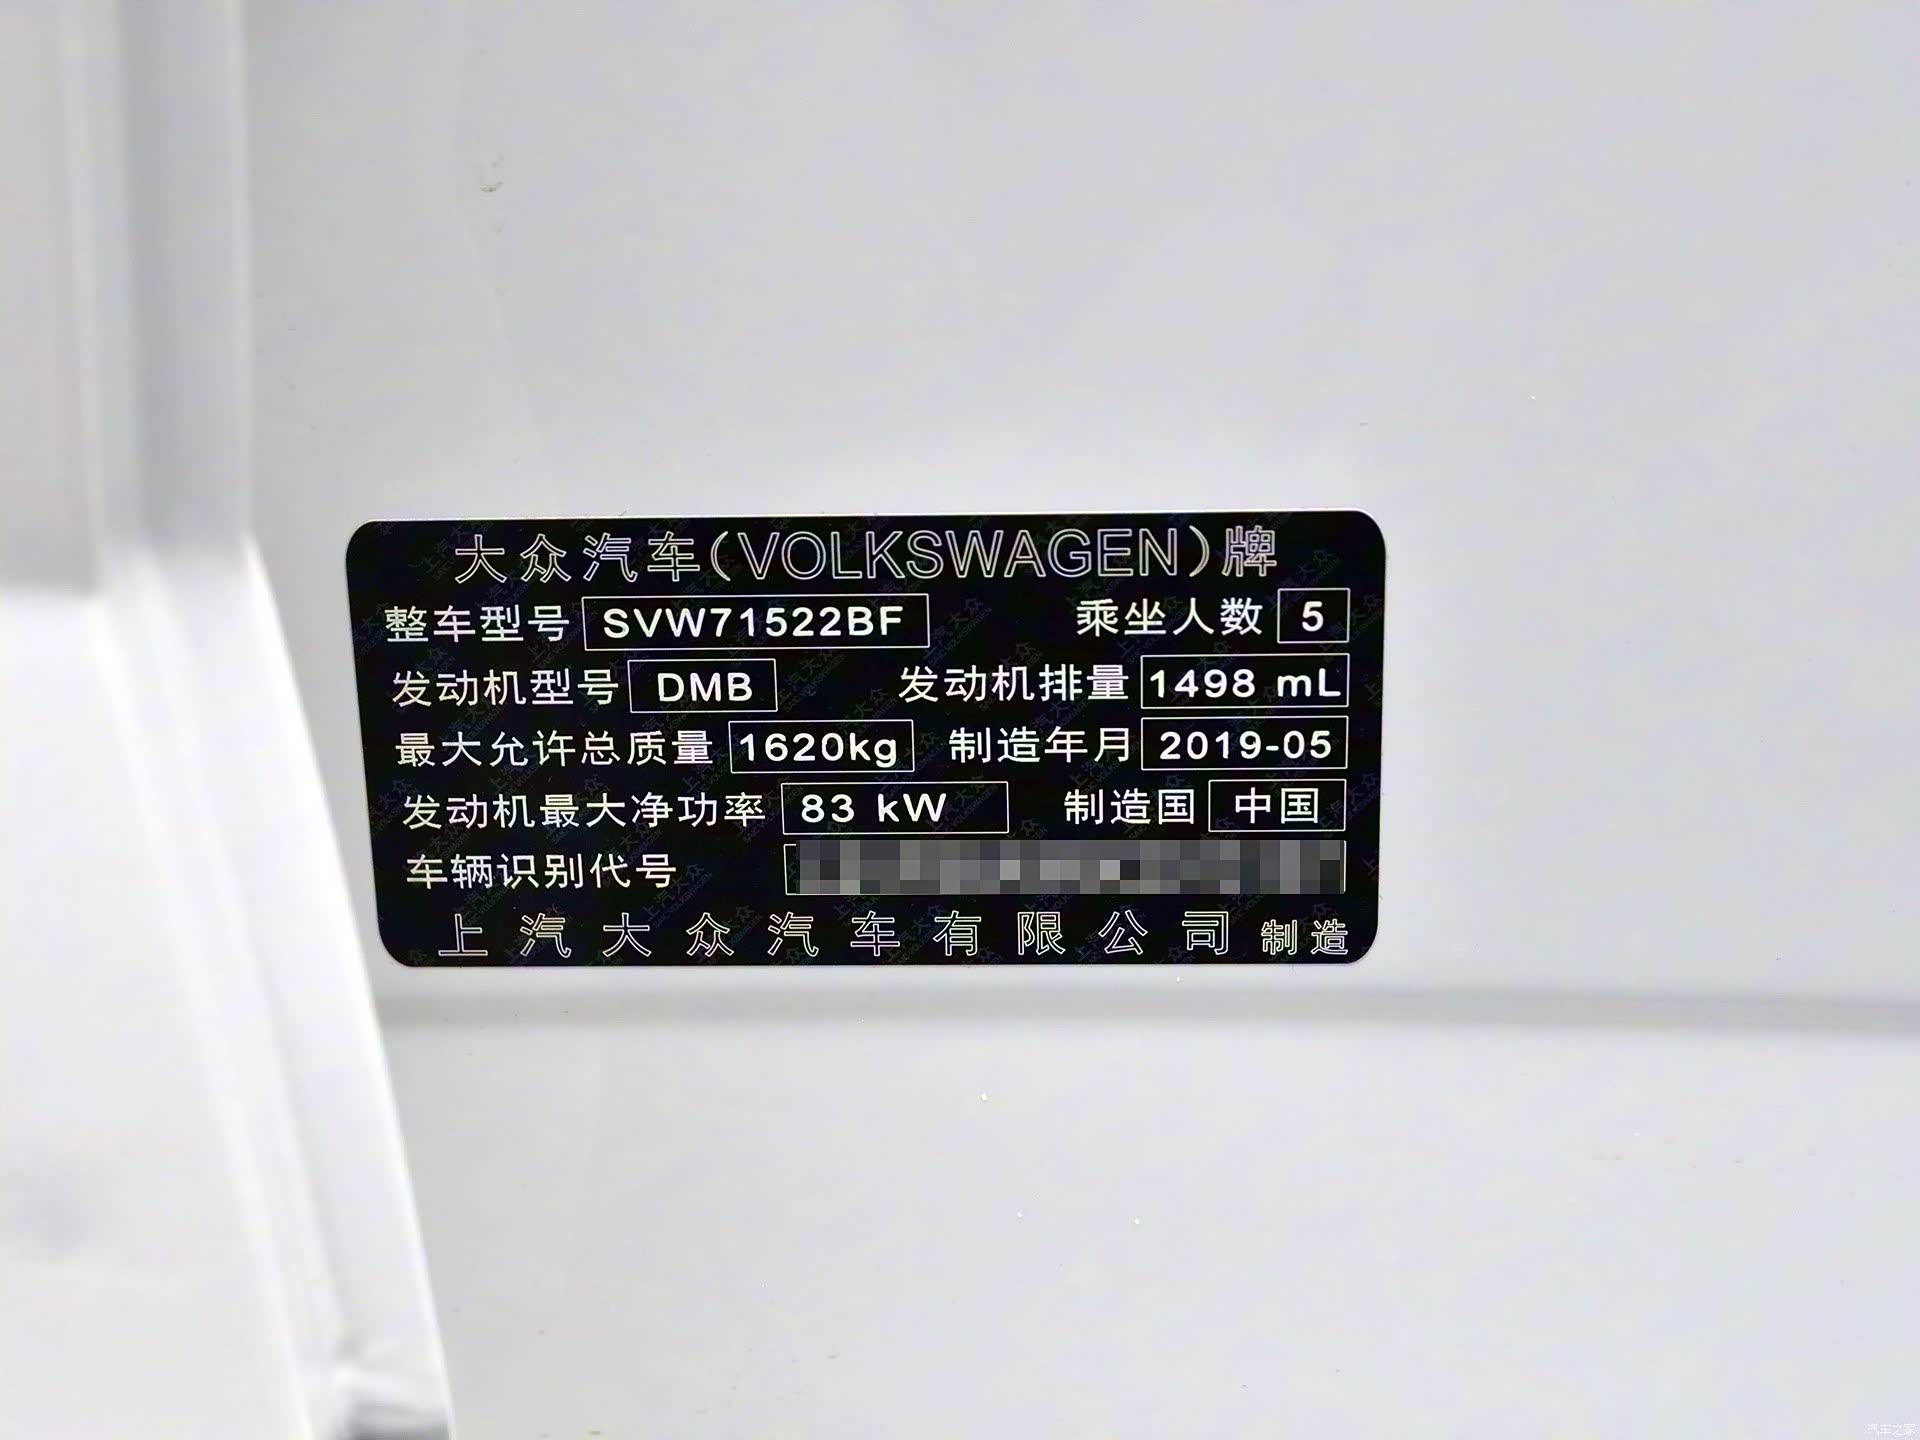 大众汽车(VOLKSWAGEN)牌
整车型号 SVW71522BF 乘坐人数 5
发动机型号 DMB 发动机排量 1498 mL
最大允许总质量 1620kg 制造年月 2019-05
发动机最大净功率 83 kW 制造国 中国
车辆识别代号
上汽大众汽车有限公司 制造
汽车之家